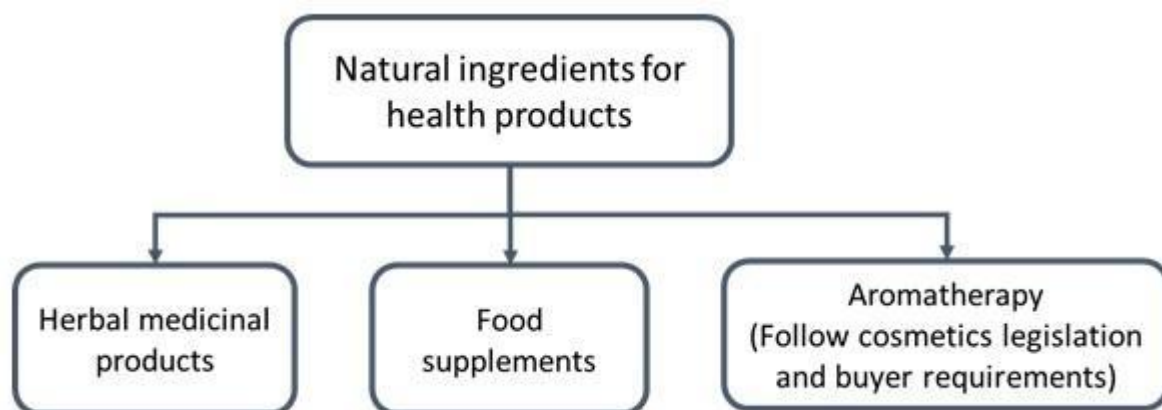 Natural ingredients for
health products
Herbal medicinal
products
Food
supplements
Aromatherapy
(Follow cosmetics legislation
and buyer requirements)